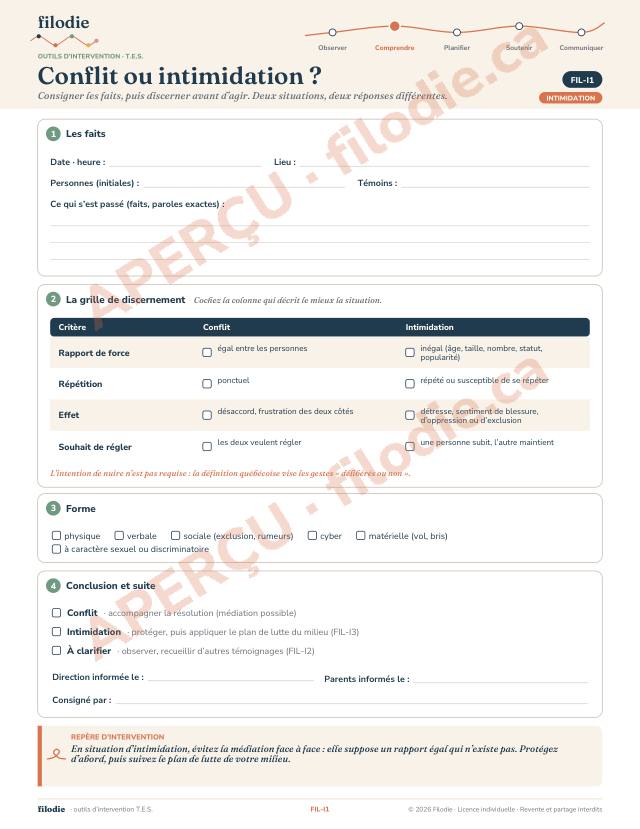 filodie
OUTILS D'INTERVENTION · T.E.S.
Observer Comprendre Planifier Soutenir Communiquer
Conflit ou intimidation ?
Consigner les faits, puis discerner avant d'agir. Deux situations, deux réponses différentes.
FIL-I1
INTIMIDATION
1 Les faits
Date · heure : Lieu :
Personnes (initiales) : Témoins :
Ce qui s'est passé (faits, paroles exactes) :
2 La grille de discernement Cochez la colonne qui décrit le mieux la situation.
Critère Conflit Intimidation
Rapport de force égal entre les personnes inégal (âge, taille, nombre, statut,
popularité)
Répétition ponctuel répété ou susceptible de se répéter
Effet désaccord, frustration des deux côtés détresse, sentiment de blessure,
d'oppression ou d'exclusion
Souhait de régler les deux veulent régler une personne subit, l'autre maintient
L'intention de nuire n'est pas requise : la définition québécoise vise les gestes « délibérés ou non ».
3 Forme
physique verbale sociale (exclusion, rumeurs) cyber matérielle (vol, bris)
à caractère sexuel ou discriminatoire
4 Conclusion et suite
Conflit · accompagner la résolution (médiation possible)
Intimidation · protéger, puis appliquer le plan de lutte du milieu (FIL-I3)
À clarifier · observer, recueillir d'autres témoignages (FIL-I2)
Direction informée le : Parents informés le :
Consigné par :
REPÈRE D'INTERVENTION
En situation d'intimidation, évitez la médiation face à face : elle suppose un rapport égal qui n'existe pas. Protégez
d'abord, puis suivez le plan de lutte de votre milieu.
filodie · outils d'intervention T.E.S. FIL-I1 © 2026 Filodie · Licence individuelle · Revente et partage interdits
APERÇU · filodie.ca
APERÇU · filodie.ca